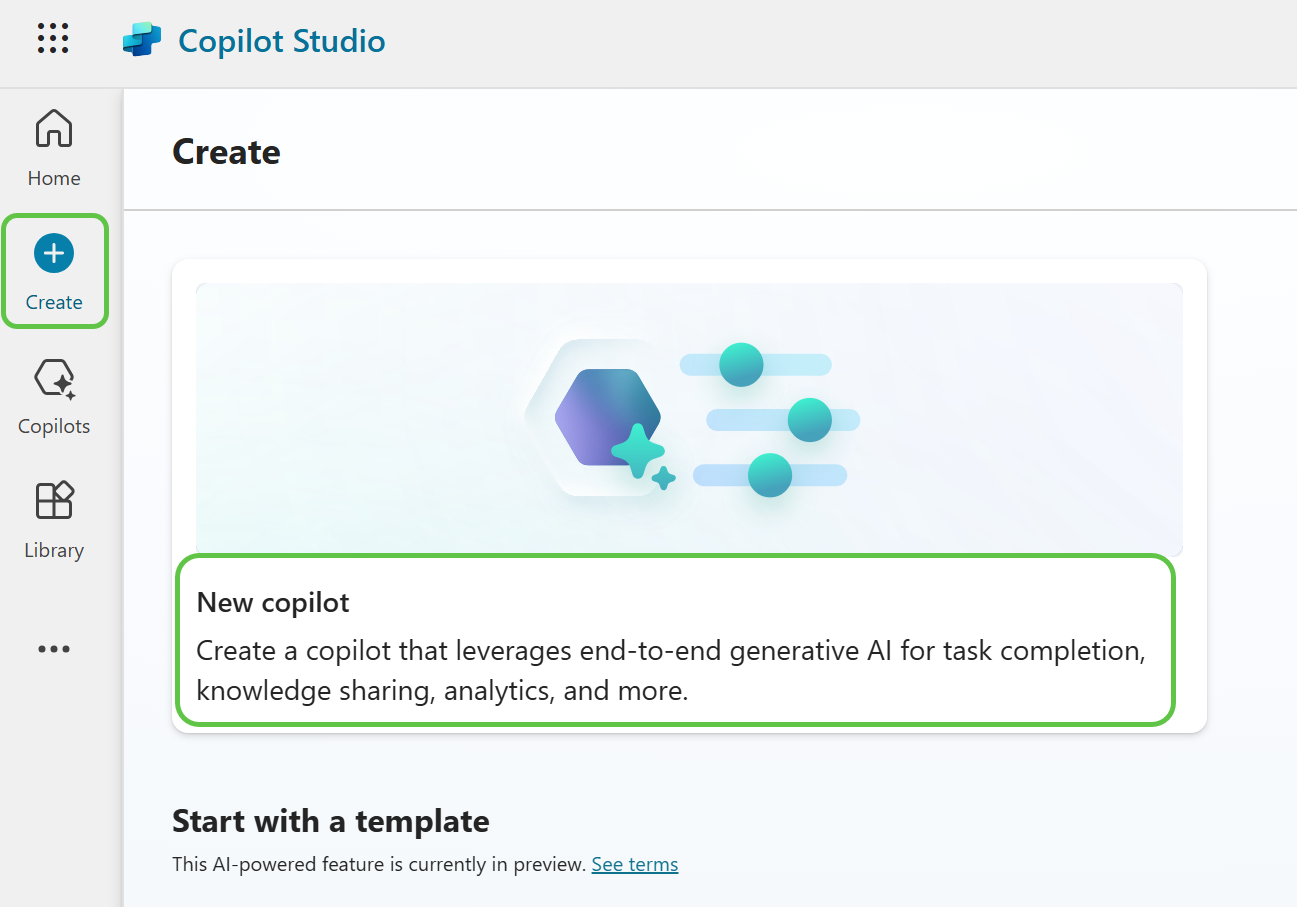 Copilot Studio
Home
Create
Copilots
Library
Create
New copilot
Create a copilot that leverages end-to-end generative AI for task completion,
knowledge sharing, analytics, and more.
Start with a template
This AI-powered feature is currently in preview. See terms